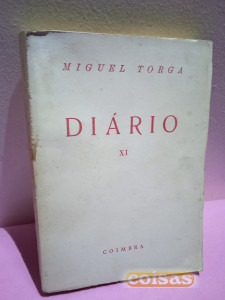 MIGUEL TORGA
DIÁRIO
XI
COIMBRA
coisas